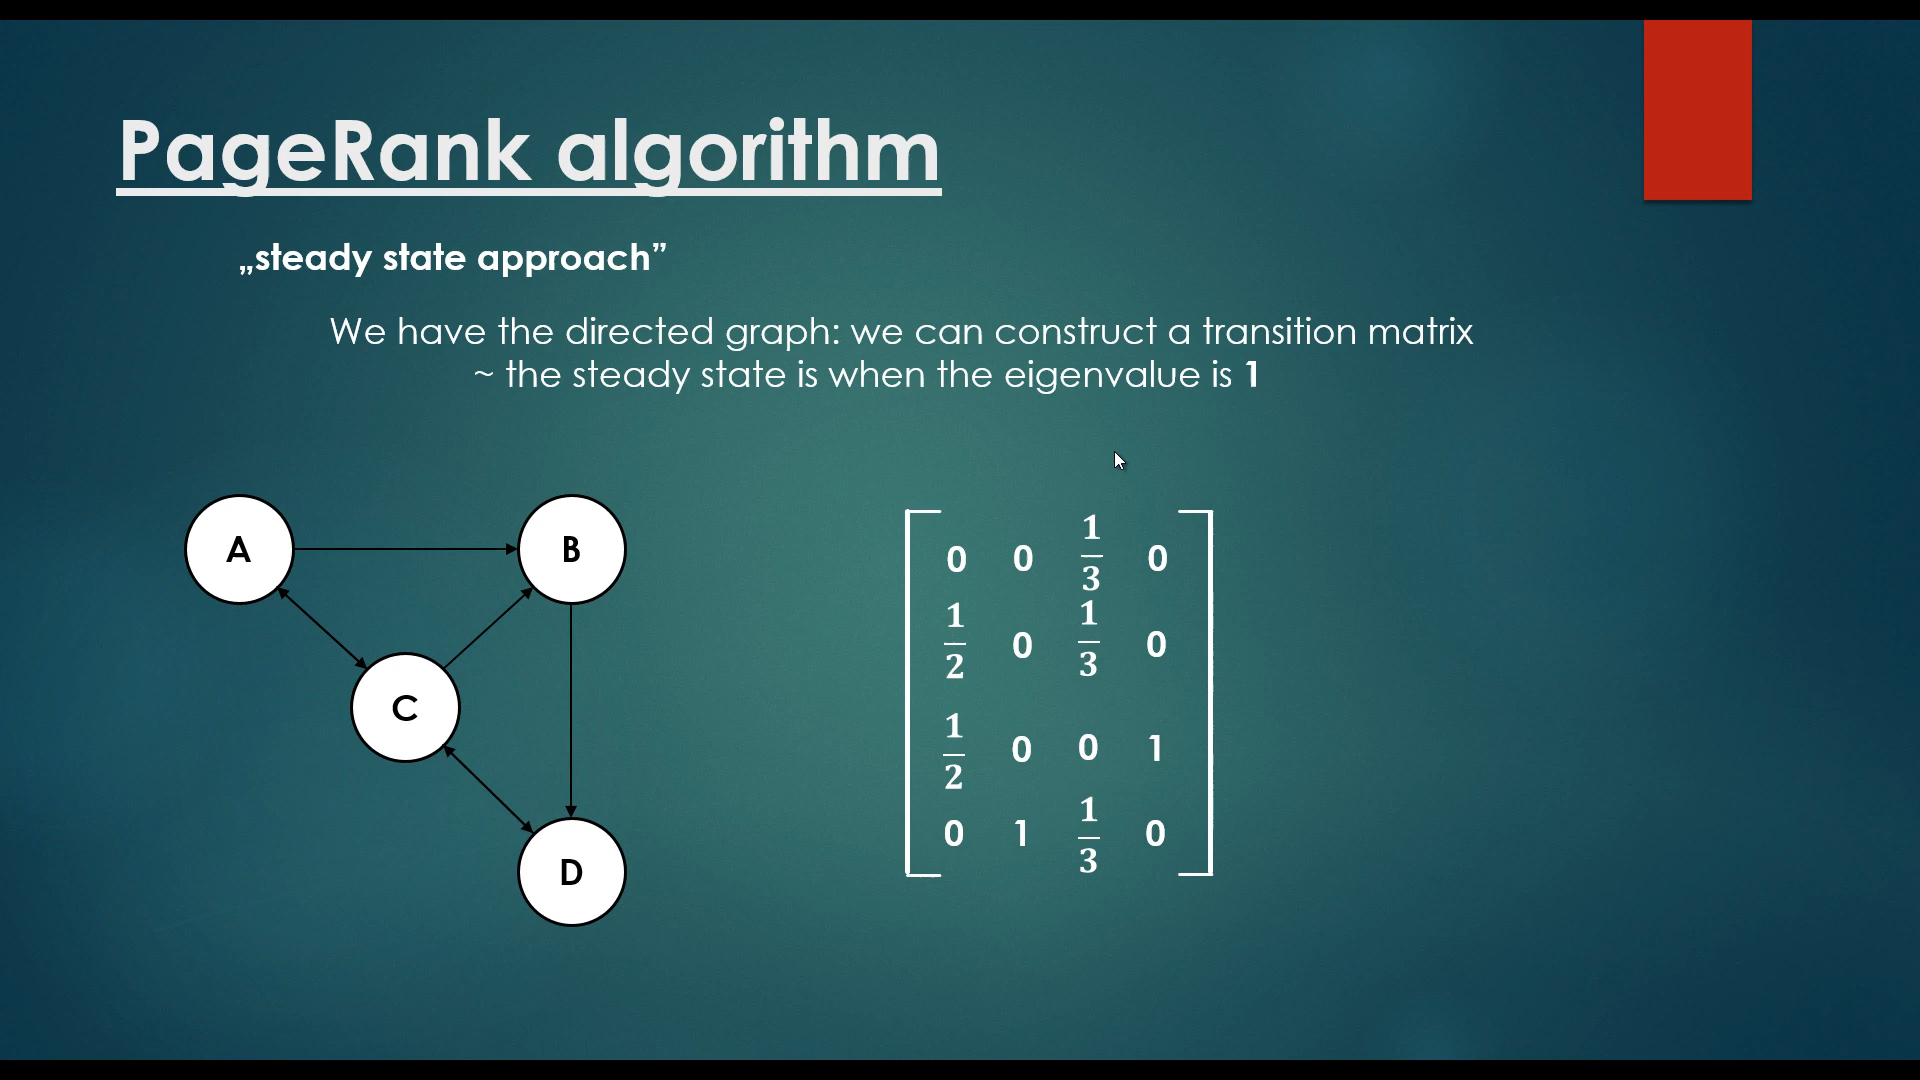 PageRank algorithm
„steady state approach”
We have the directed graph: we can construct a transition matrix
~ the steady state is when the eigenvalue is 1
A
B
C
D
0 0 1/3 0
1/2 0 1/3 0
1/2 0 0 1
0 1 1/3 0